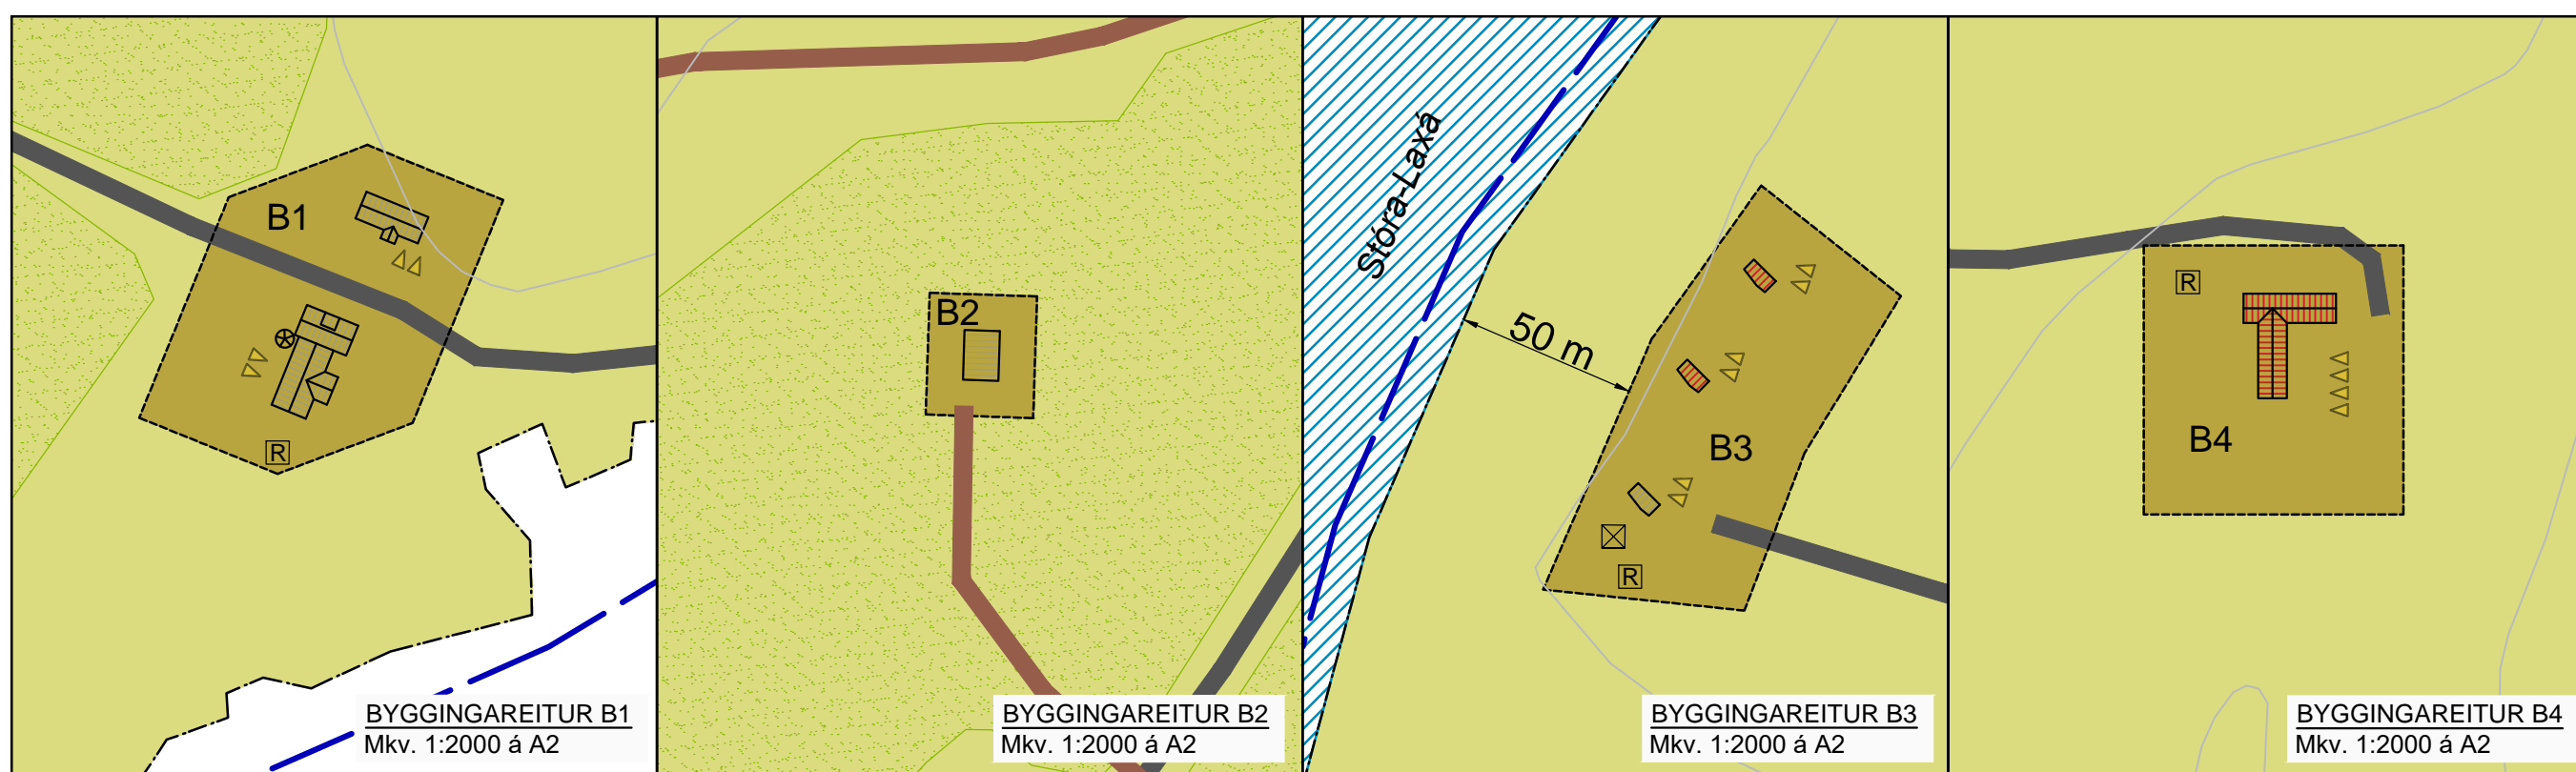 B1
R
BYGGINGAREITUR B1
Mkv. 1:2000 á A2
B2
BYGGINGAREITUR B2
Mkv. 1:2000 á A2
Stóra-Laxá
50 m
B3
R
BYGGINGAREITUR B3
Mkv. 1:2000 á A2
R
B4
BYGGINGAREITUR B4
Mkv. 1:2000 á A2